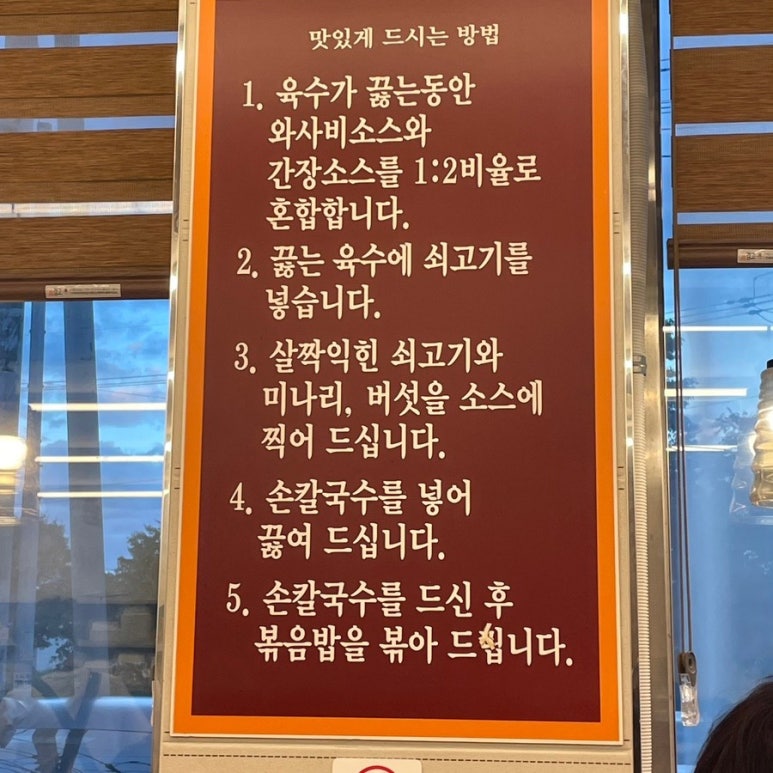 맛있게 드시는 방법
1. 육수가 끓는동안
와사비소스와
간장소스를 1:2비율로
혼합합니다.
2. 끓는 육수에 쇠고기를
넣습니다.
3. 살짝익힌 쇠고기와
미나리, 버섯을 소스에
찍어 드십니다.
4. 손칼국수를 넣어
끓여 드십니다.
5. 손칼국수를 드신 후
볶음밥을 볶아 드십니다.